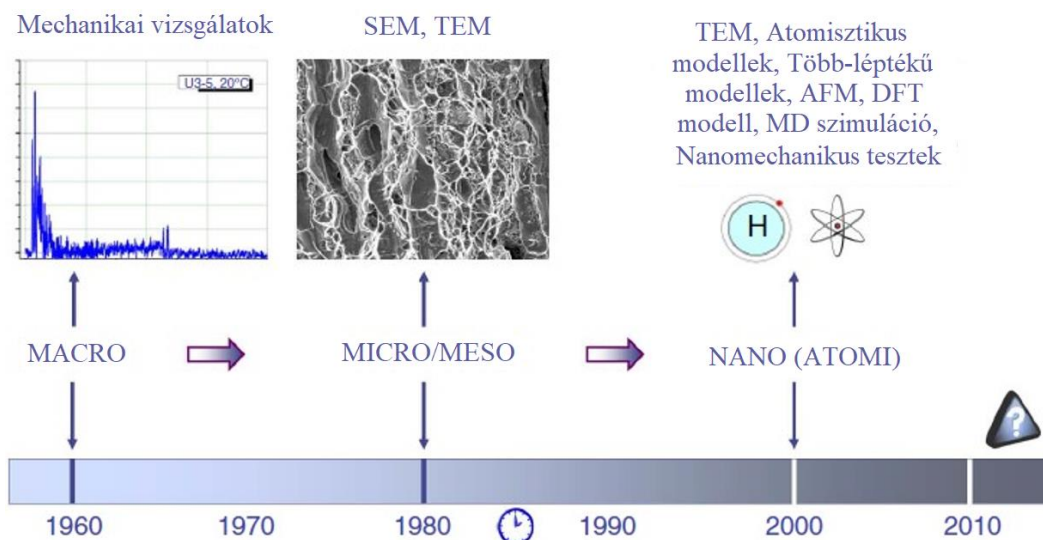 Mechanikai vizsgálatok
SEM, TEM
TEM, Atomisztikus
modellek, Több-léptékű
modellek, AFM, DFT
modell, MD szimuláció,
Nanomechanikus tesztek
U3-5, 20°C
H
MACRO
MICRO/MESO
NANO (ATOMI)
?
1960 1970 1980 1990 2000 2010